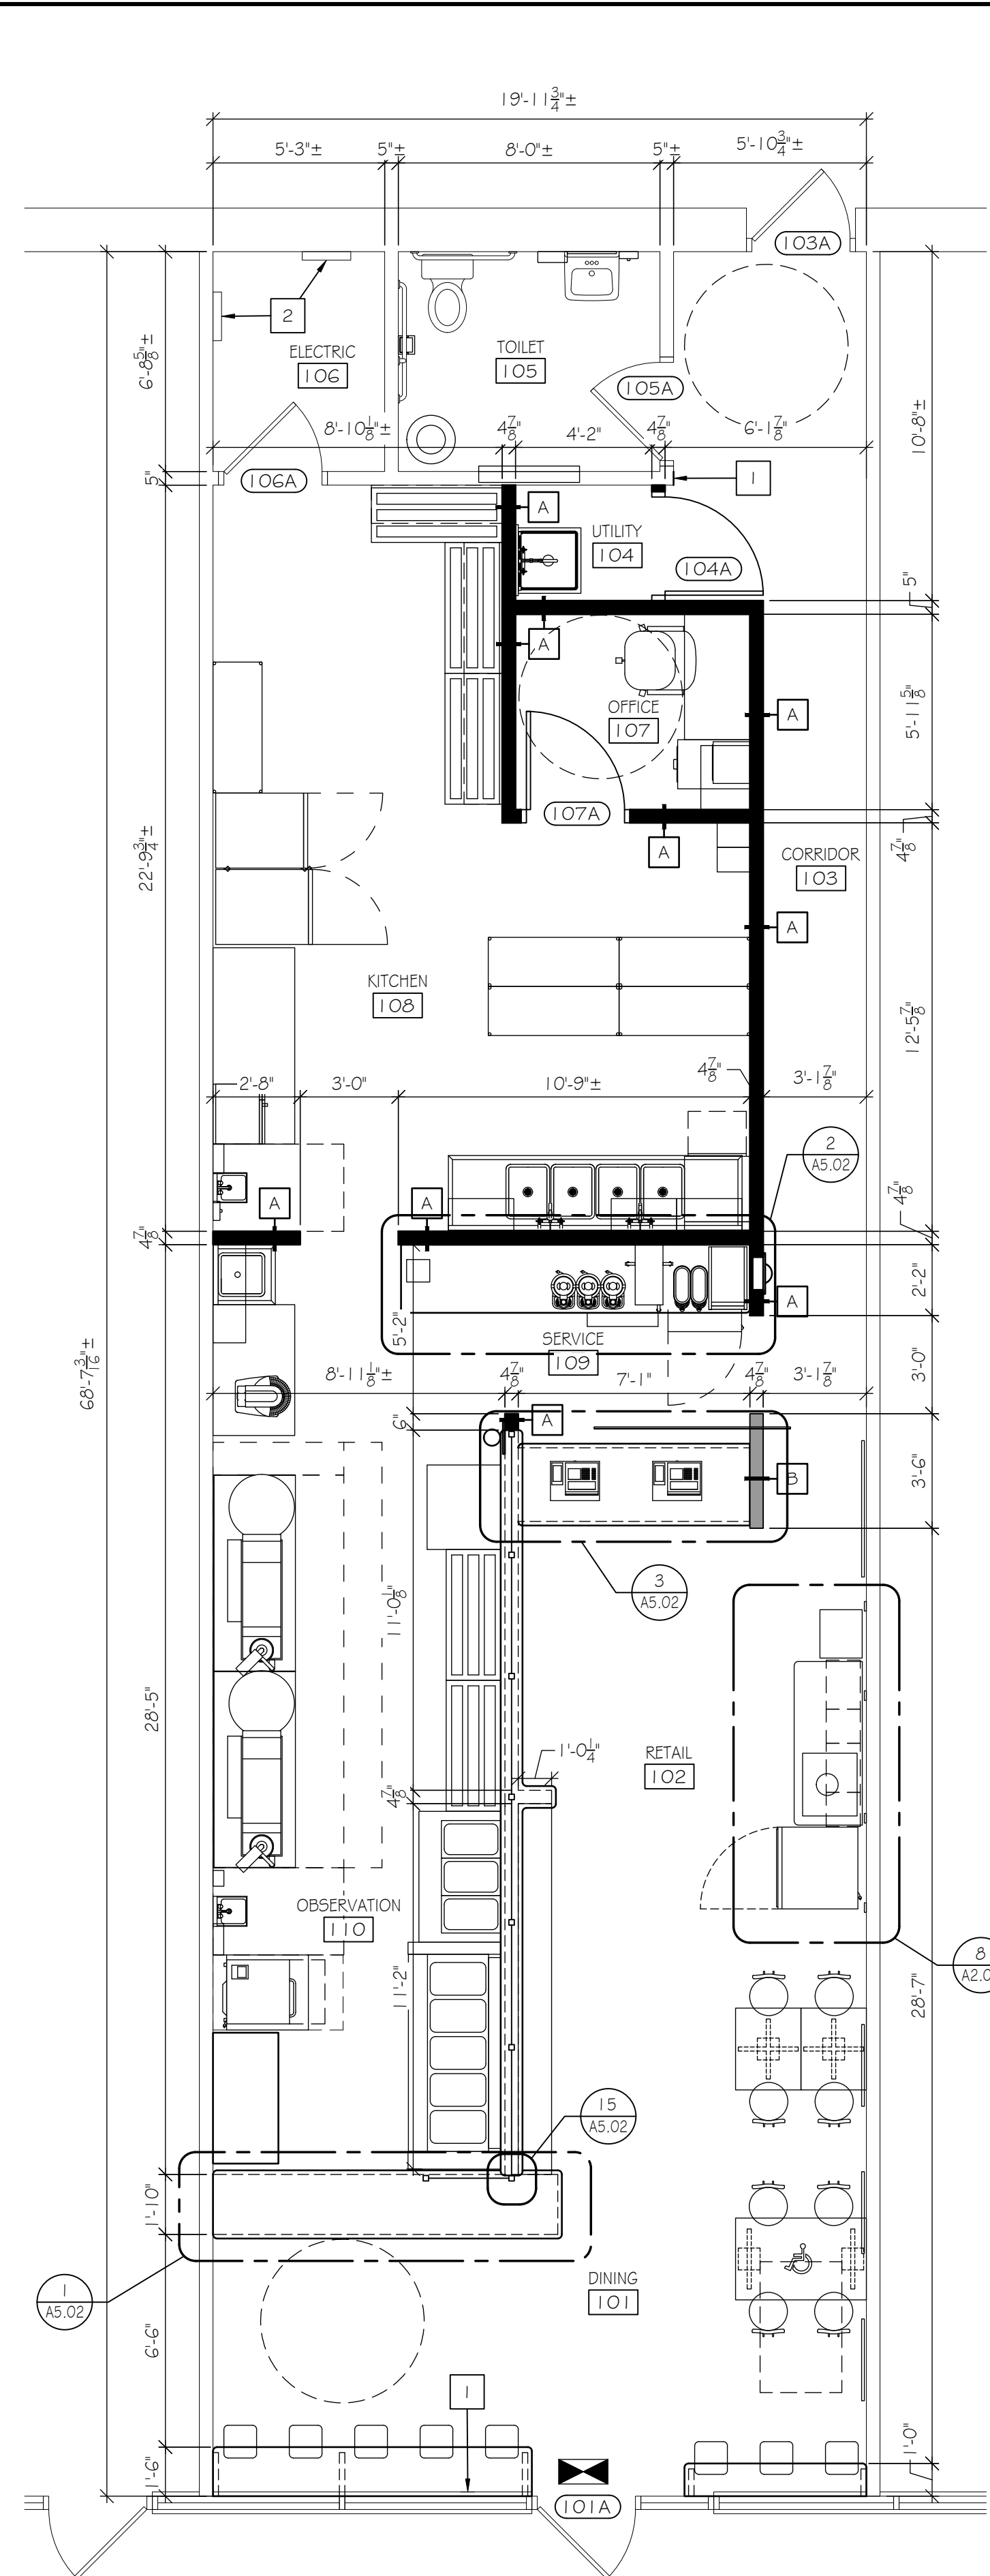 19'-11 3/4"±
5'-3"±
5"±
8'-0"±
5"±
5'-10 3/4"±
103A
2
ELECTRIC
106
TOILET
105
105A
6'-8 5/8"±
10'-8"±
8'-10 1/8"±
4 7/8"
4'-2"
4 7/8"
6'-1 7/8"
5"
106A
1
A
UTILITY
104
104A
5"
A
OFFICE
107
A
5'-11 5/8"
107A
A
4 7/8"
CORRIDOR
103
22'-9 3/4"±
A
KITCHEN
108
12'-5 7/8"
2'-8"
3'-0"
10'-9"±
4 7/8"
3'-1 7/8"
2
A5.02
4 7/8"
A
A
4 7/8"
2'-2"
A
5'-2"
SERVICE
109
3'-0"
68'-7 3/16"±
8'-11 1/8"±
4 7/8"
7'-1"
4 7/8"
3'-1 7/8"
6"
A
3'-6"
B
3
A5.02
11'-0 1/8"
28'-5"
1'-0 1/4"
RETAIL
102
4 7/8"
OBSERVATION
110
8
A2.0
11'-2"
28'-7"
15
A5.02
1'-10"
DINING
101
1
A5.02
6'-6"
1
1'-6"
1'-0"
101A